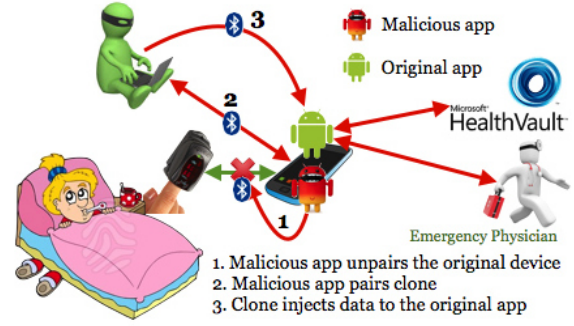 3
Malicious app
Original app
2
Microsoft®
HealthVault™
1
Emergency Physician
1. Malicious app unpairs the original device
2. Malicious app pairs clone
3. Clone injects data to the original app